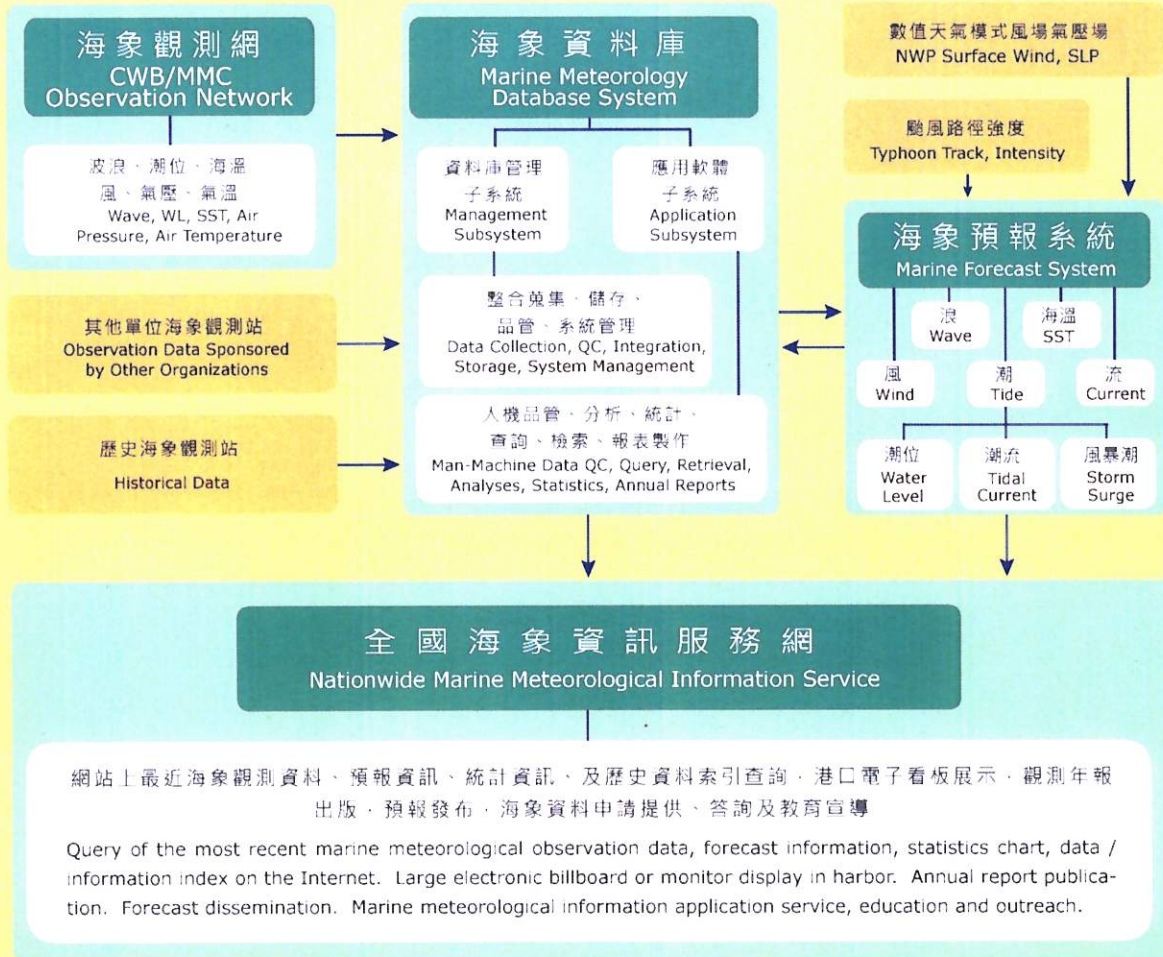 海象觀測網
CWB/MMC
Observation Network
波浪、潮位、海溫
風、氣壓、氣溫
Wave, WL, SST, Air
Pressure, Air Temperature
其他單位海象觀測站
Observation Data Sponsored
by Other Organizations
歷史海象觀測站
Historical Data
海象資料庫
Marine Meteorology
Database System
資料庫管理
子系統
Management
Subsystem
應用軟體
子系統
Application
Subsystem
整合蒐集、儲存、
品管、系統管理
Data Collection, QC, Integration,
Storage, System Management
人機品管、分析、統計、
查詢、檢索、報表製作
Man-Machine Data QC, Query, Retrieval,
Analyses, Statistics, Annual Reports
數值天氣模式風場氣壓場
NWP Surface Wind, SLP
颱風路徑強度
Typhoon Track, Intensity
海象預報系統
Marine Forecast System
浪
Wave
海溫
SST
風
Wind
潮
Tide
流
Current
潮位
Water
Level
潮流
Tidal
Current
風暴潮
Storm
Surge
全國海象資訊服務網
Nationwide Marine Meteorological Information Service
網站上最近海象觀測資料、預報資訊、統計資訊、及歷史資料索引查詢，港口電子看板展示，觀測年報
出版，預報發布，海象資料申請提供、答詢及教育宣導
Query of the most recent marine meteorological observation data, forecast information, statistics chart, data /
information index on the Internet. Large electronic billboard or monitor display in harbor. Annual report publica-
tion. Forecast dissemination. Marine meteorological information application service, education and outreach.